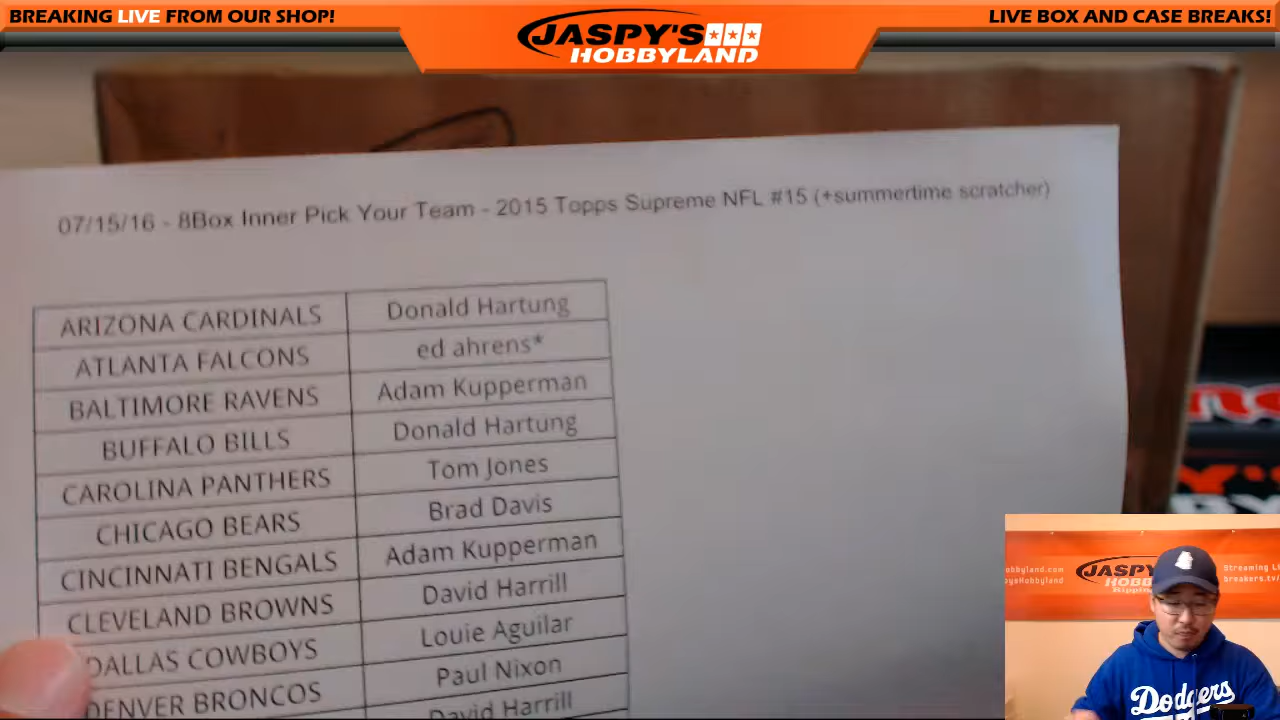 BREAKING LIVE FROM OUR SHOP!
JASPY'S
HOBBYLAND
LIVE BOX AND CASE BREAKS!
07/15/16 - 8Box Inner Pick Your Team - 2015 Topps Supreme NFL #15 (+summertime scratcher)
ARIZONA CARDINALS Donald Hartung
ATLANTA FALCONS ed ahrens*
BALTIMORE RAVENS Adam Kupperman
BUFFALO BILLS Donald Hartung
CAROLINA PANTHERS Tom Jones
CHICAGO BEARS Brad Davis
CINCINNATI BENGALS Adam Kupperman
CLEVELAND BROWNS David Harrill
DALLAS COWBOYS Louie Aguilar
DENVER BRONCOS Paul Nixon
David Harrill
Dodgers